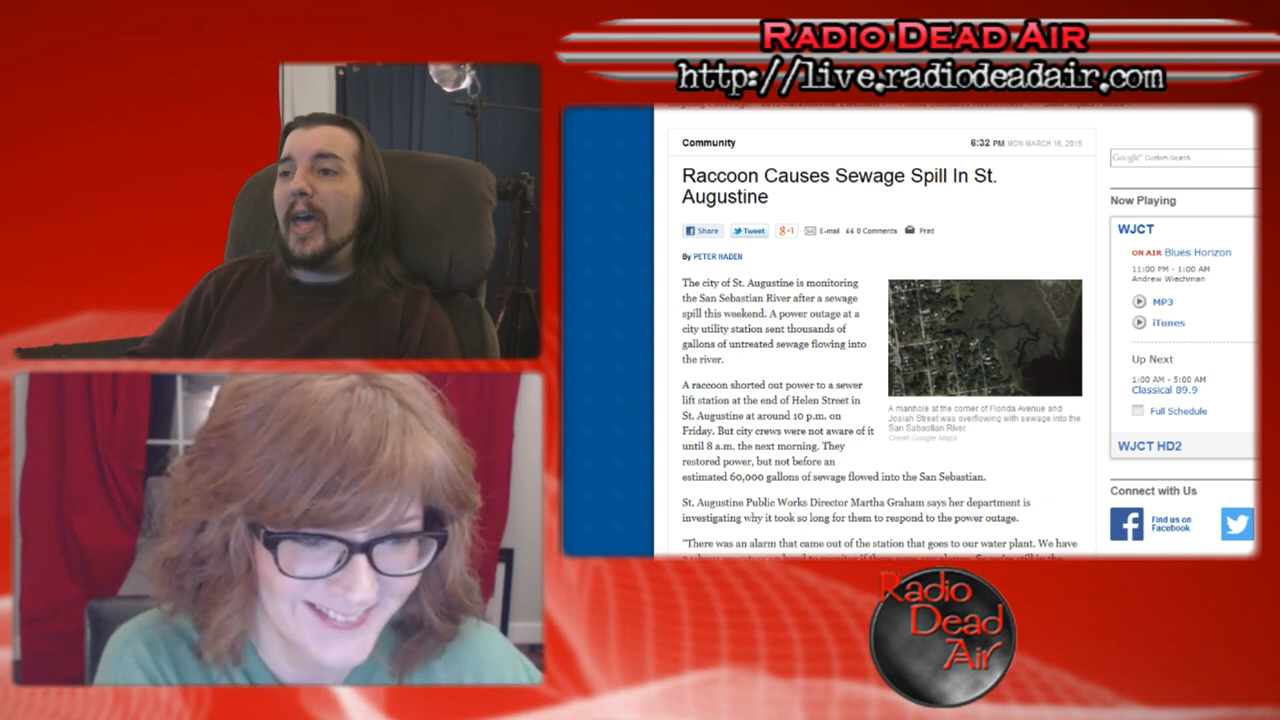 RADIO DEAD AIR
http://live.radiodeadair.com
Community
6:32 PM MON MARCH 16, 2015
Raccoon Causes Sewage Spill In St.
Augustine
Share
Tweet
+1
E-mail
0 Comments
Print
By PETER HADEN
The city of St. Augustine is monitoring
the San Sebastian River after a sewage
spill this weekend. A power outage at a
city utility station sent thousands of
gallons of untreated sewage flowing into
the river.
A raccoon shorted out power to a sewer
lift station at the end of Helen Street in
St. Augustine at around 10 p.m. on
Friday. But city crews were not aware of it
until 8 a.m. the next morning. They
restored power, but not before an
estimated 60,000 gallons of sewage flowed into the San Sebastian.
A manhole at the corner of Florida Avenue and
Josiah Street was overflowing with sewage into the
San Sabastian River.
Credit Google Maps
St. Augustine Public Works Director Martha Graham says her department is
investigating why it took so long for them to respond to the power outage.
"There was an alarm that came out of the station that goes to our water plant. We have
Google Custom Search
Now Playing
WJCT
ON AIR Blues Horizon
11:00 PM - 1:00 AM
Andrew Wiechman
MP3
iTunes
Up Next
1:00 AM - 5:00 AM
Classical 89.9
Full Schedule
WJCT HD2
Connect with Us
Find us on
Facebook
Radio
Dead
Air